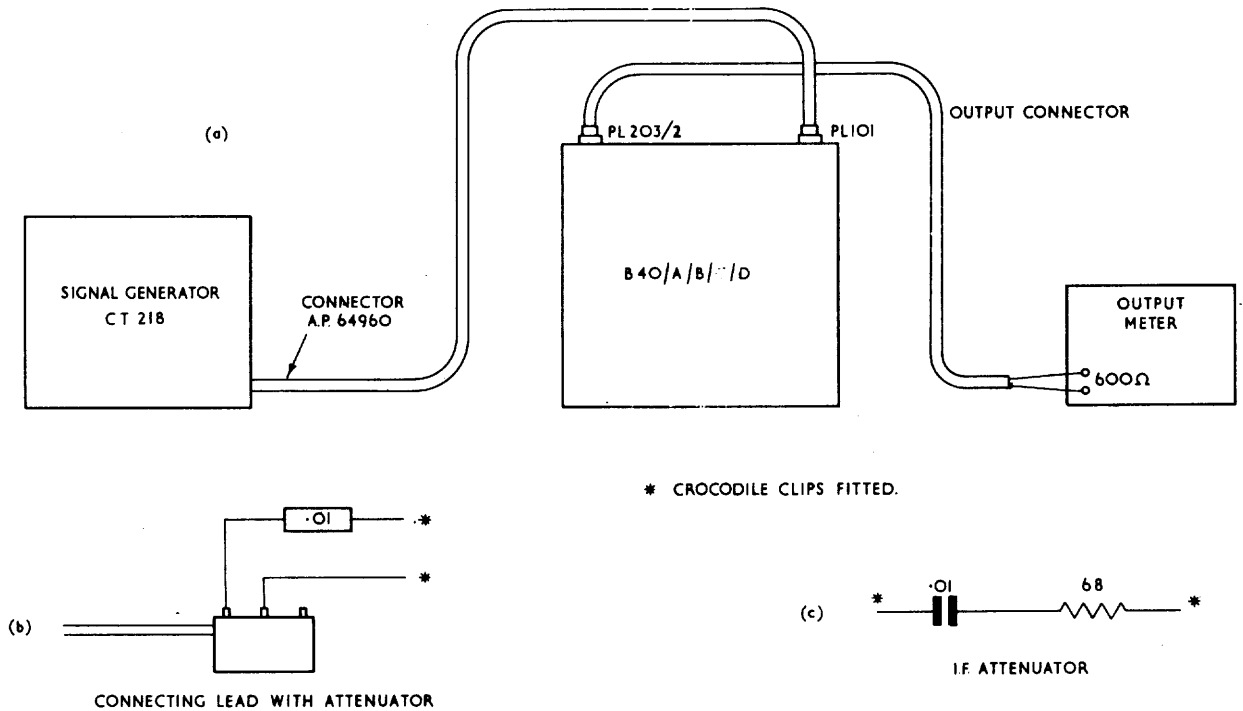 (a)
PL 203/2
PL101
OUTPUT CONNECTOR
B40/A/B/ /D
SIGNAL GENERATOR
CT 218
CONNECTOR
A.P. 64960
OUTPUT
METER
600Ω
* CROCODILE CLIPS FITTED.
·01
*
*
(b)
CONNECTING LEAD WITH ATTENUATOR
(c)
*
·01
68
*
I.F. ATTENUATOR